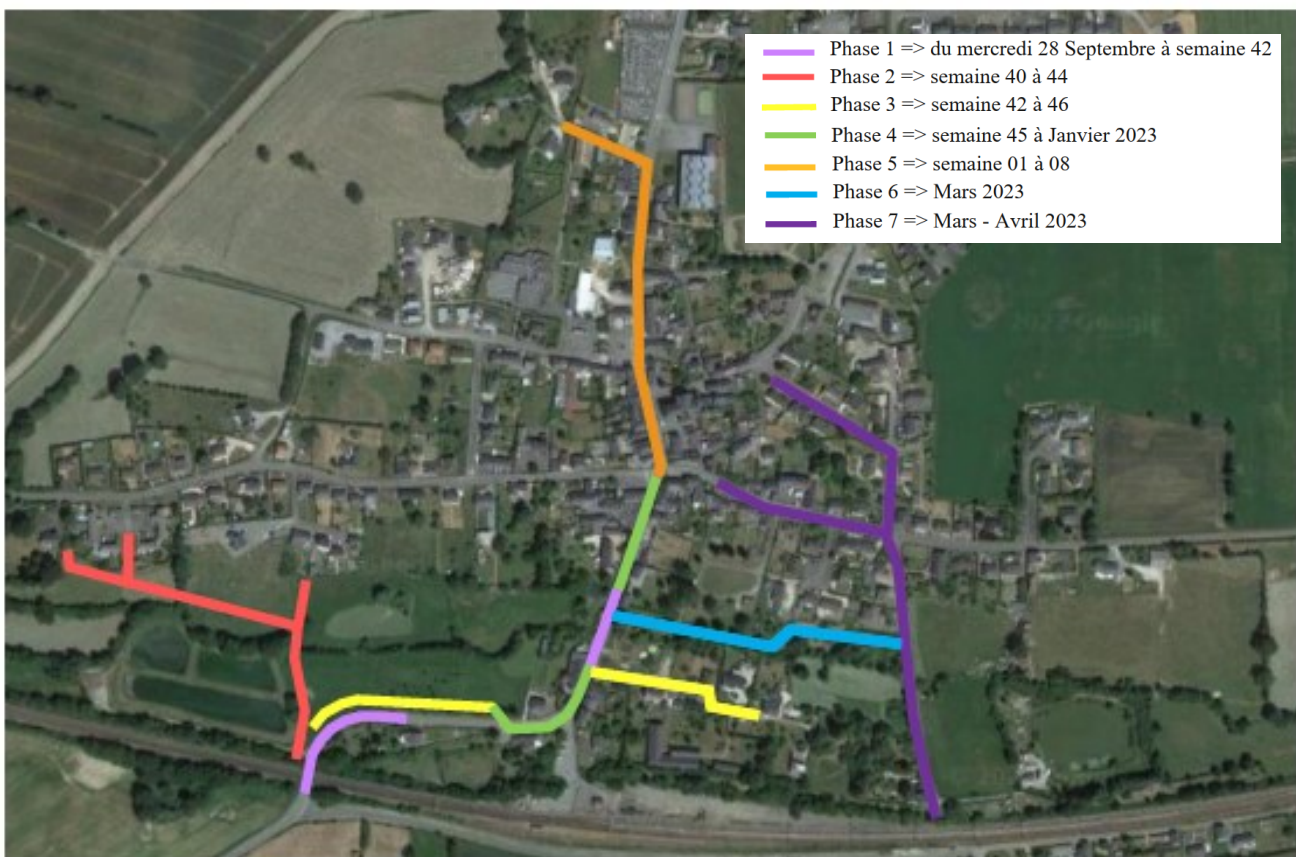 Phase 1 => du mercredi 28 Septembre à semaine 42
Phase 2 => semaine 40 à 44
Phase 3 => semaine 42 à 46
Phase 4 => semaine 45 à Janvier 2023
Phase 5 => semaine 01 à 08
Phase 6 => Mars 2023
Phase 7 => Mars - Avril 2023